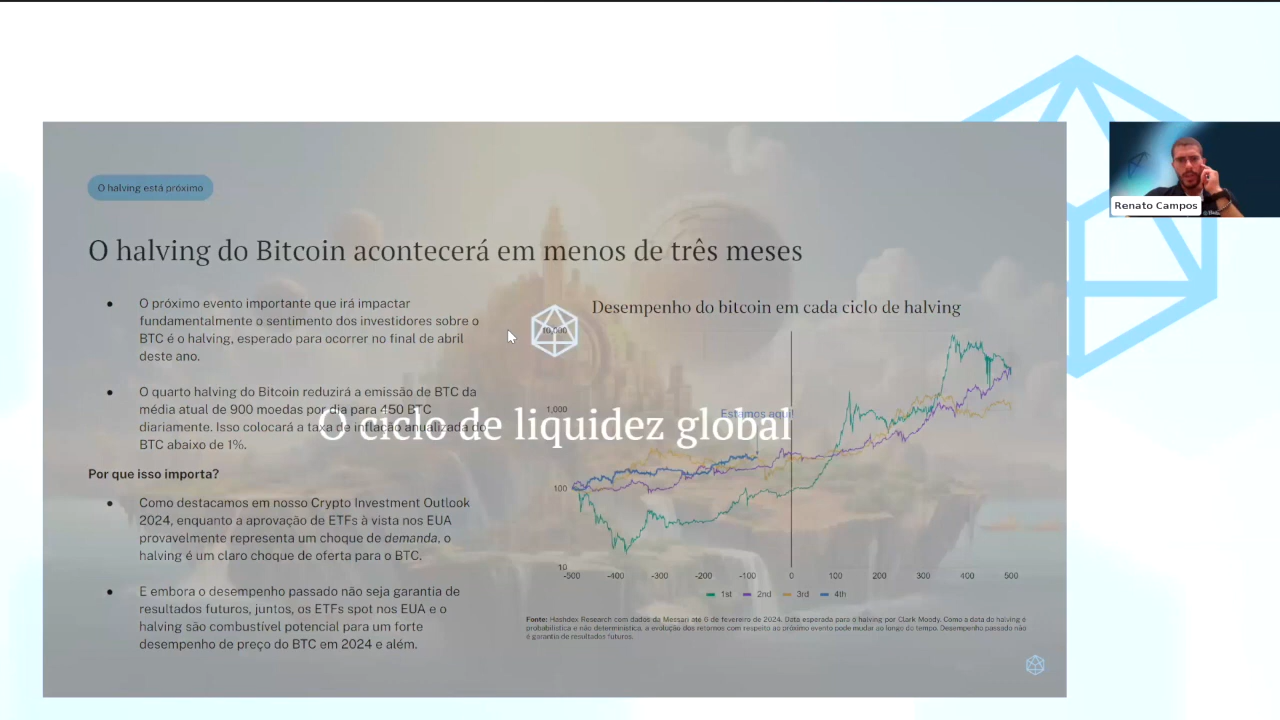 O halving está próximo
Renato Campos
O halving do Bitcoin acontecerá em menos de três meses
O próximo evento importante que irá impactar
fundamentalmente o sentimento dos investidores sobre o
BTC é o halving, esperado para ocorrer no final de abril
deste ano.
O quarto halving do Bitcoin reduzirá a emissão de BTC da
média atual de 900 moedas por dia para 450 BTC
diariamente. Isso colocará a taxa de inflação anualizada do
BTC abaixo de 1%.
Por que isso importa?
Como destacamos em nosso Crypto Investment Outlook
2024, enquanto a aprovação de ETFs à vista nos EUA
provavelmente representa um choque de demanda, o
halving é um claro choque de oferta para o BTC.
E embora o desempenho passado não seja garantia de
resultados futuros, juntos, os ETFs spot nos EUA e o
halving são combustível potencial para um forte
desempenho de preço do BTC em 2024 e além.
O ciclo de liquidez global
Desempenho do bitcoin em cada ciclo de halving
10,000
1,000
Estamos aqui!
100
10
-500 -400 -300 -200 -100 0 100 200 300 400 500
1st 2nd 3rd 4th
Fonte: Hashdex Research com dados da Messari até 6 de fevereiro de 2024. Data esperada para o halving por Clark Moody. Como a data do halving é
probabilística e não determinística, a evolução dos retornos com respeito ao próximo evento pode mudar ao longo do tempo. Desempenho passado não
é garantia de resultados futuros.